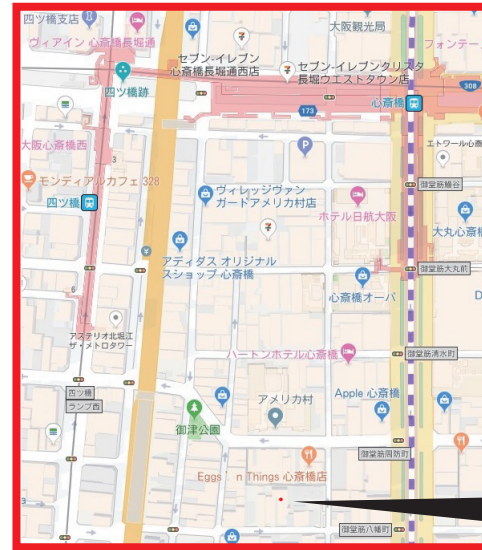 四ツ橋支店
ヴィアイン 心斎橋長堀通
大阪観光局
フォンテーヌ
セブン-イレブン
心斎橋長堀通西店
セブン-イレブンクリスタ
長堀ウエストタウン店
四ツ橋跡
308
心斎橋
173
大阪心斎橋西
3
P
エトワール心斎
モンディアルカフェ 328
四ツ橋
ヴィレッジヴァン
ガードアメリカ村店
御堂筋鰻谷
ホテル日航大阪
大丸心斎橋
アディダス オリジナル
スショップ 心斎橋
御堂筋大丸前
6
心斎橋オーパ
D
アステリオ北堀江
ザ・メトロタワー
ハートンホテル心斎橋
御堂筋清水町
四ツ橋
ランプ西
アメリカ村
Apple 心斎橋
御津公園
御堂筋周防町
Eggs 'n Things 心斎橋店
a
御堂筋八幡町